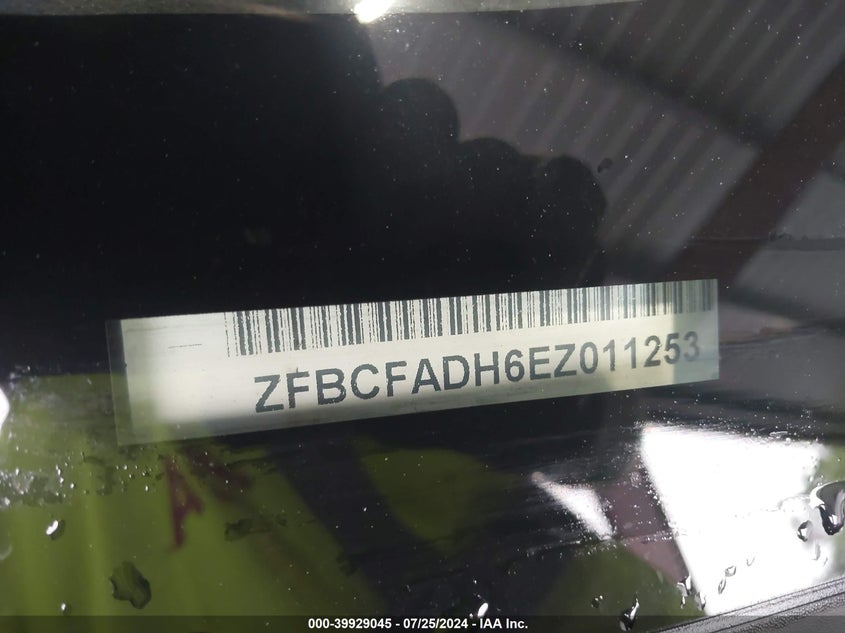 ZFBCFADH6EZ011253
000-39929045 - 07/25/2024 - IAA Inc.